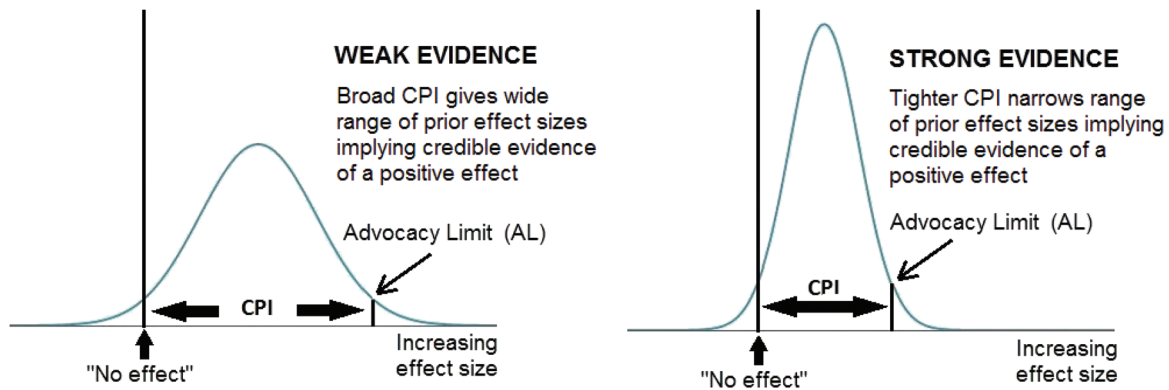 WEAK EVIDENCE
Broad CPI gives wide
range of prior effect sizes
implying credible evidence
of a positive effect
Advocacy Limit (AL)
CPI
Increasing
effect size
"No effect"
STRONG EVIDENCE
Tighter CPI narrows range
of prior effect sizes implying
credible evidence of a
positive effect
Advocacy Limit (AL)
CPI
Increasing
effect size
"No effect"